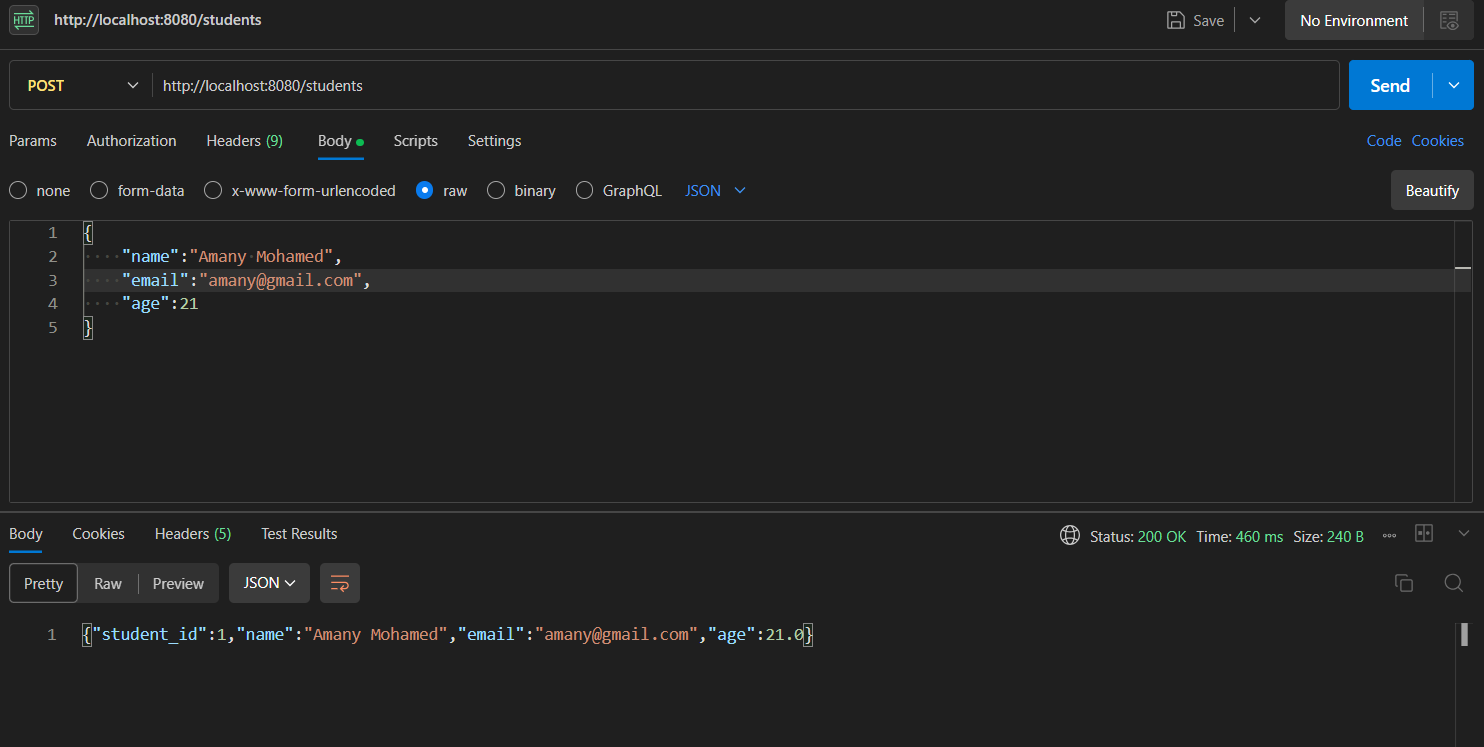 HTTP http://localhost:8080/students Save No Environment
POST http://localhost:8080/students Send
Params Authorization Headers (9) Body Scripts Settings Code Cookies
none form-data x-www-form-urlencoded raw binary GraphQL JSON Beautify
1 {
2 "name":"Amany Mohamed",
3 "email":"amany@gmail.com",
4 "age":21
5 }
Body Cookies Headers (5) Test Results Status: 200 OK Time: 460 ms Size: 240 B
Pretty Raw Preview JSON
1 {"student_id":1,"name":"Amany Mohamed","email":"amany@gmail.com","age":21.0}